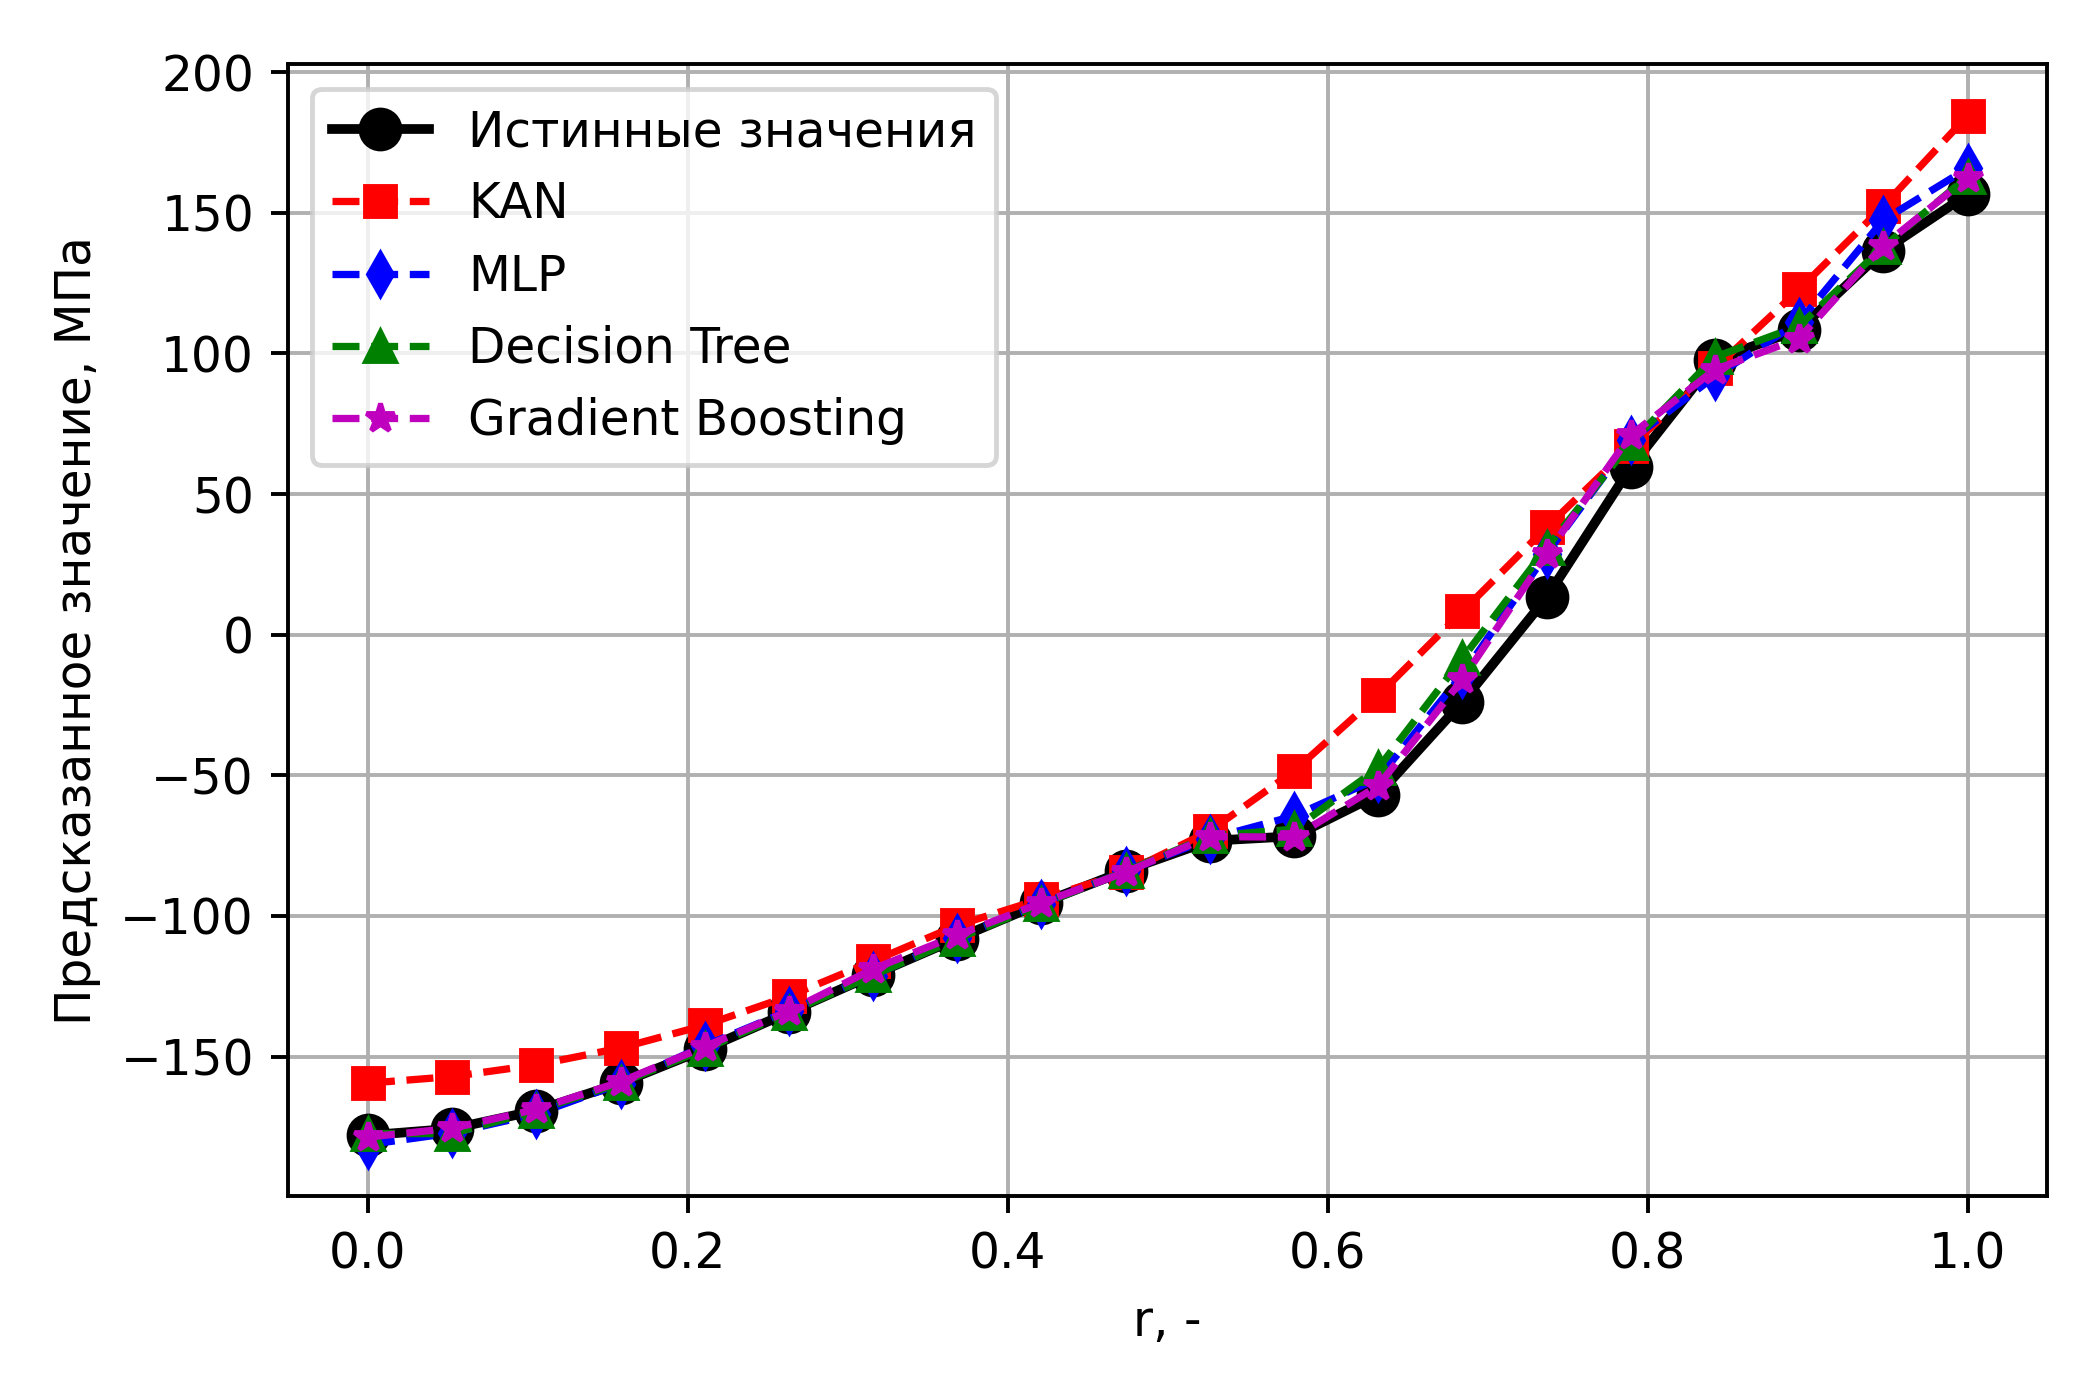 200
150
100
50
0
−50
−100
−150
Предсказанное значение, МПа
Истинные значения
KAN
MLP
Decision Tree
Gradient Boosting
0.0 0.2 0.4 0.6 0.8 1.0
r, -